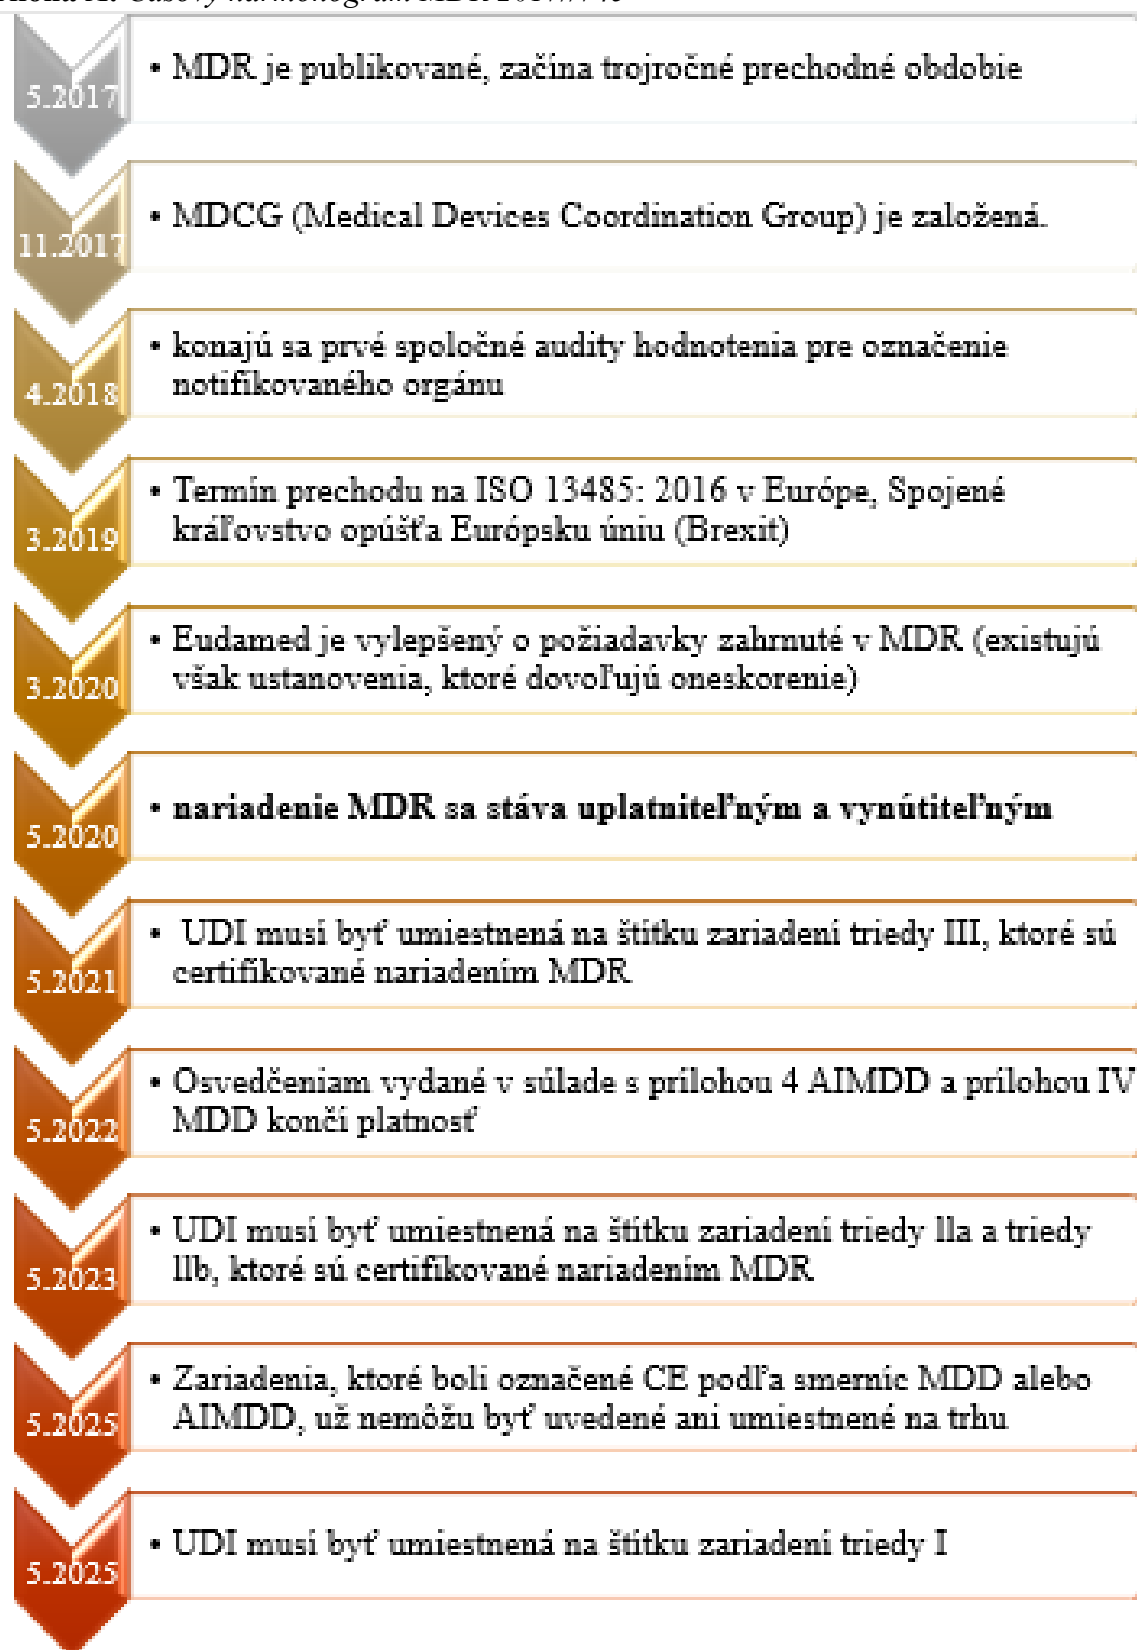 Časový harmonogram MDR 2017/745
5.2017
• MDR je publikované, začína trojročné prechodné obdobie
11.2017
• MDCG (Medical Devices Coordination Group) je založená.
4.2018
• konajú sa prvé spoločné audity hodnotenia pre označenie
notifikovaného orgánu
3.2019
• Termín prechodu na ISO 13485: 2016 v Európe, Spojené
kráľovstvo opúšťa Európsku úniu (Brexit)
3.2020
• Eudamed je vylepšený o požiadavky zahrnuté v MDR (existujú
však ustanovenia, ktoré dovoľujú oneskorenie)
5.2020
• nariadenie MDR sa stáva uplatniteľným a vynútiteľným
5.2021
• UDI musí byť umiestnená na štítku zariadení triedy III, ktoré sú
certifikované nariadením MDR
5.2022
• Osvedčeniam vydané v súlade s prílohou 4 AIMDD a prílohou IV
MDD končí platnosť
5.2023
• UDI musí byť umiestnená na štítku zariadení triedy lla a triedy
llb, ktoré sú certifikované nariadením MDR
5.2025
• Zariadenia, ktoré boli označené CE podľa smerníc MDD alebo
AIMDD, už nemôžu byť uvedené ani umiestnené na trhu
5.2025
• UDI musí byť umiestnená na štítku zariadení triedy I